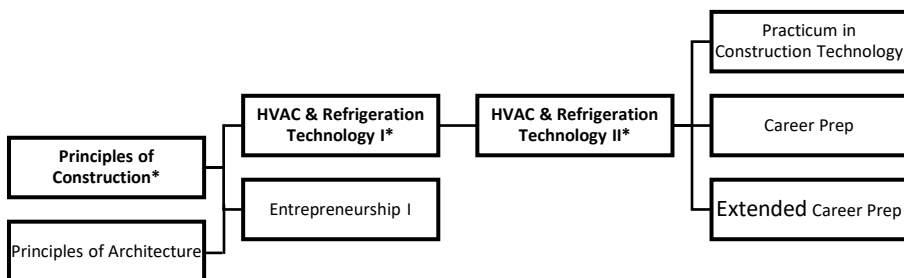 Principles of
Construction*
Principles of Architecture
HVAC & Refrigeration
Technology I*
Entrepreneurship I
HVAC & Refrigeration
Technology II*
Practicum in
Construction Technology
Career Prep
Extended Career Prep